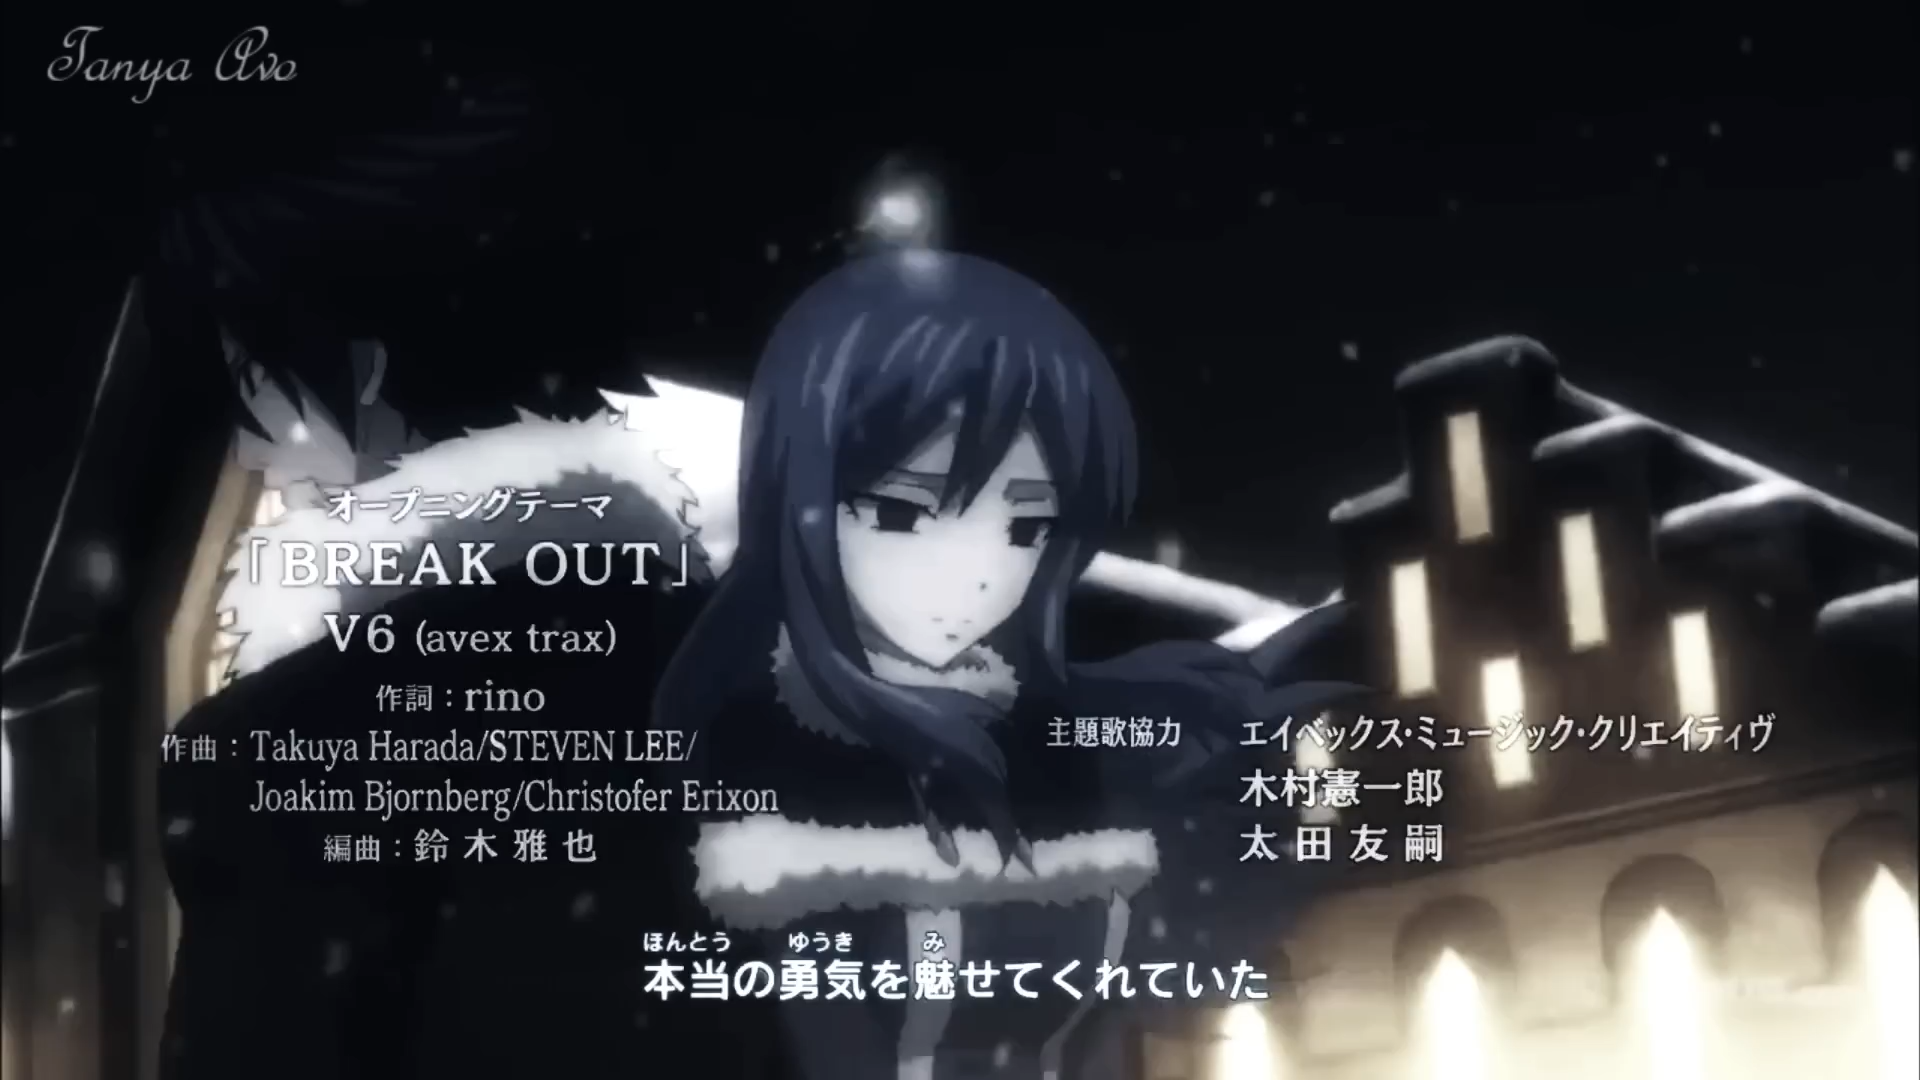 Tanya Avo
オープニングテーマ
「BREAK OUT」
V6 (avex trax)
作詞：rino
作曲：Takuya Harada/STEVEN LEE/
Joakim Bjornberg/Christofer Erixon
編曲：鈴木雅也
主題歌協力 エイベックス・ミュージック・クリエイティヴ
木村憲一郎
太田友嗣
ほんとう ゆうき み
本当の勇気を魅せてくれていた